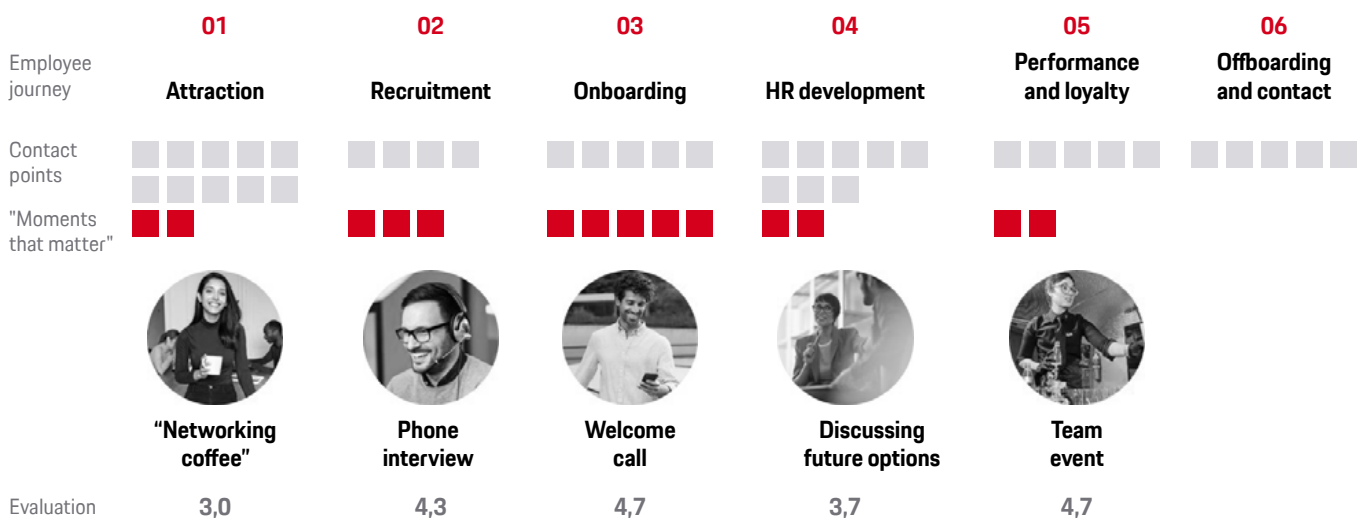 01 02 03 04 05 06
Employee
journey
Attraction Recruitment Onboarding HR development Performance
and loyalty Offboarding
and contact
Contact
points
"Moments
that matter"
“Networking
coffee”
Phone
interview
Welcome
call
Discussing
future options
Team
event
Evaluation 3,0 4,3 4,7 3,7 4,7